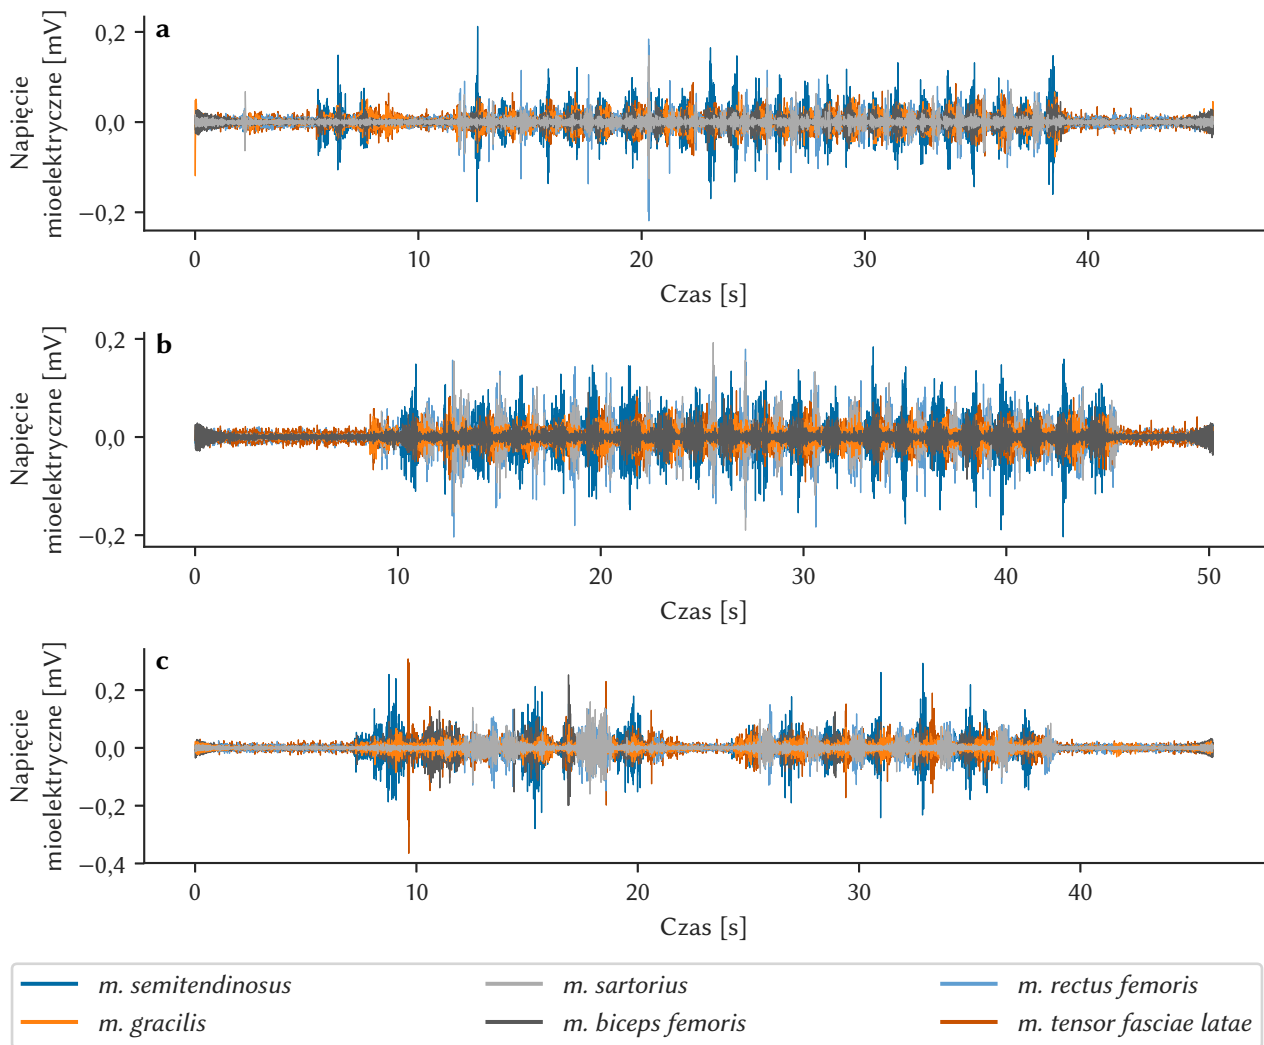 a
0,2
0,0
−0,2
Napięcie
mioelektryczne [mV]
0
10
20
30
40
Czas [s]
b
0,2
0,0
−0,2
Napięcie
mioelektryczne [mV]
0
10
20
30
40
50
Czas [s]
c
0,2
0,0
−0,2
−0,4
Napięcie
mioelektryczne [mV]
0
10
20
30
40
Czas [s]
m. semitendinosus
m. sartorius
m. rectus femoris
m. gracilis
m. biceps femoris
m. tensor fasciae latae